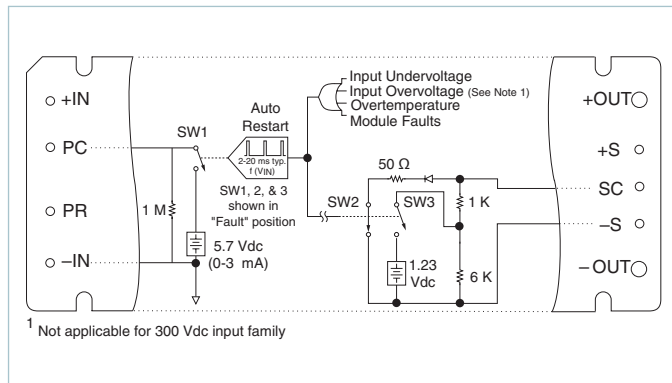 +IN
PC
PR
–IN
SW1
1 M
5.7 Vdc
(0-3 mA)
Auto
Restart
2-20 ms typ.
f (VIN)
SW1, 2, & 3
shown in
"Fault" position
Input Undervoltage
Input Overvoltage (See Note 1)
Overtemperature
Module Faults
50 Ω
SW2
SW3
1 K
1.23
Vdc
6 K
+OUT
+S
SC
–S
–OUT
1 Not applicable for 300 Vdc input family